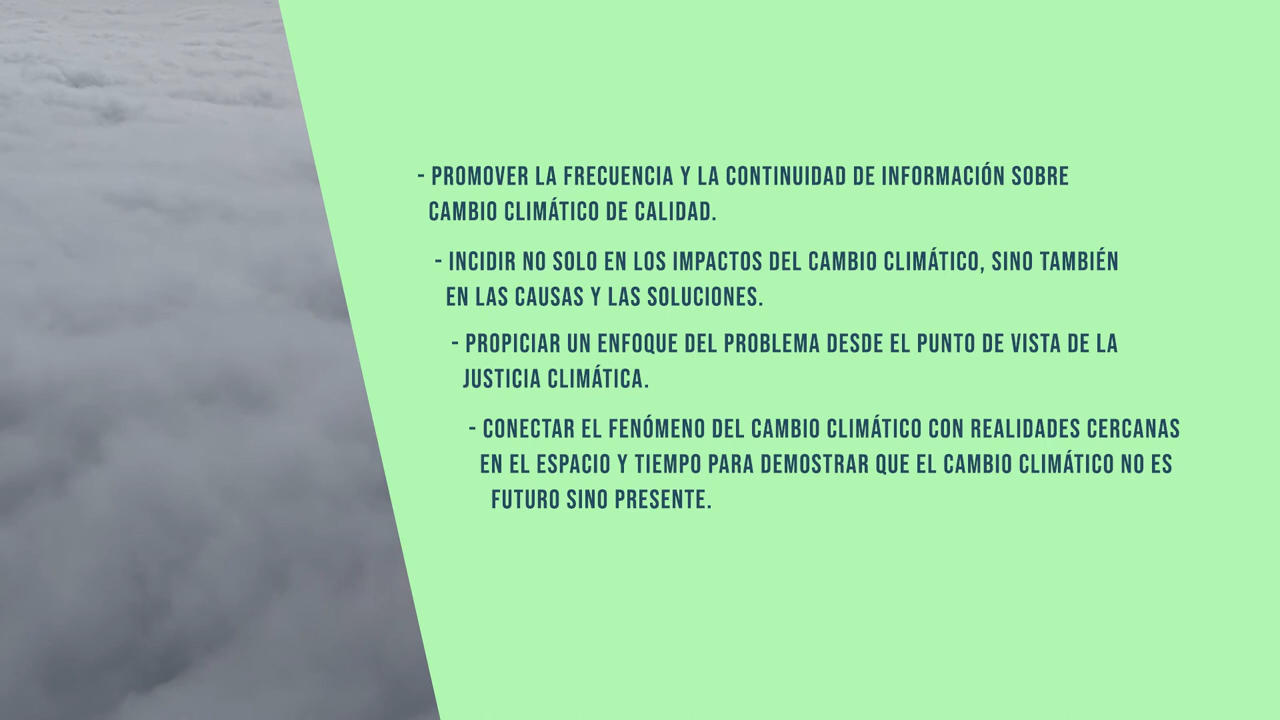 - PROMOVER LA FRECUENCIA Y LA CONTINUIDAD DE INFORMACIÓN SOBRE
CAMBIO CLIMÁTICO DE CALIDAD.
- INCIDIR NO SOLO EN LOS IMPACTOS DEL CAMBIO CLIMÁTICO, SINO TAMBIÉN
EN LAS CAUSAS Y LAS SOLUCIONES.
- PROPICIAR UN ENFOQUE DEL PROBLEMA DESDE EL PUNTO DE VISTA DE LA
JUSTICIA CLIMÁTICA.
- CONECTAR EL FENÓMENO DEL CAMBIO CLIMÁTICO CON REALIDADES CERCANAS
EN EL ESPACIO Y TIEMPO PARA DEMOSTRAR QUE EL CAMBIO CLIMÁTICO NO ES
FUTURO SINO PRESENTE.